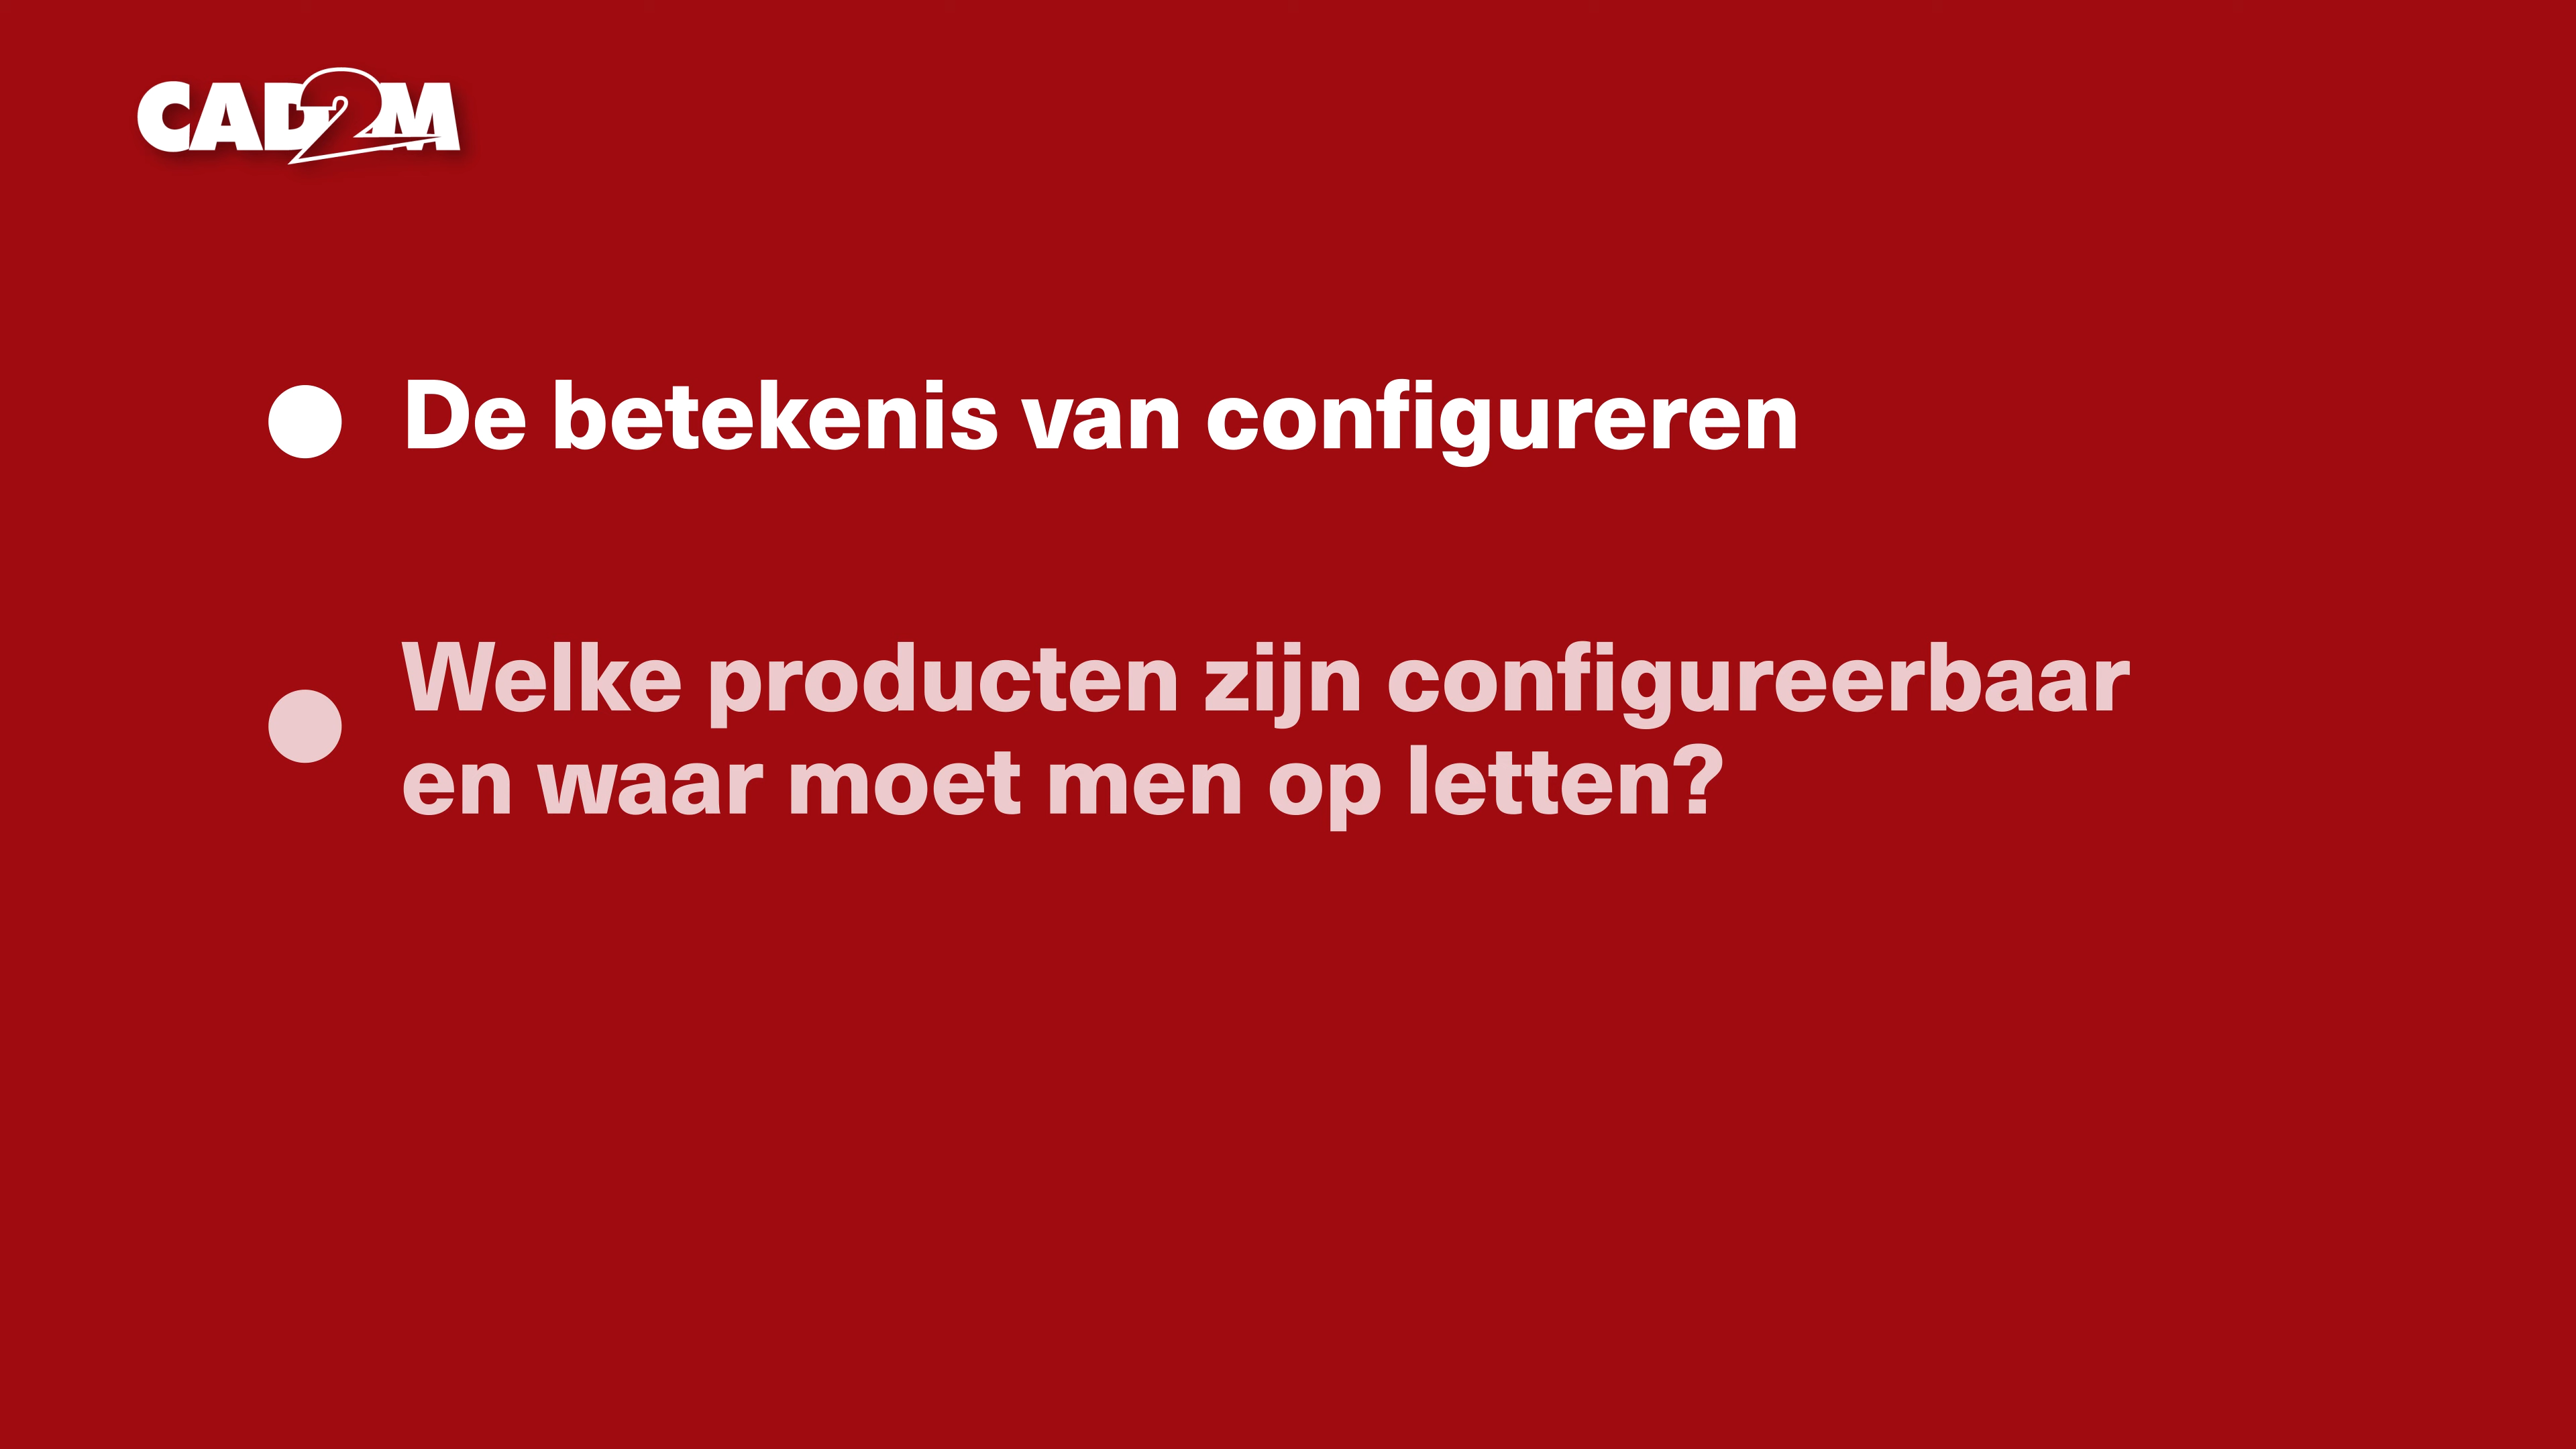 CAD2M
De betekenis van configureren
Welke producten zijn configureerbaar
en waar moet men op letten?